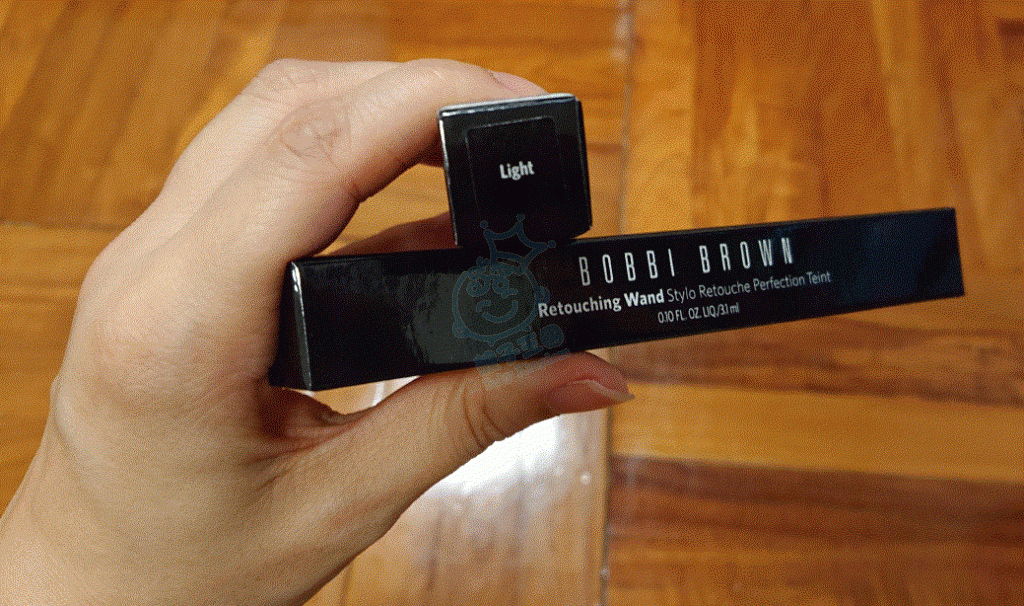 Light
BOBBI BROWN
Retouching Wand Stylo Retouche Perfection Teint
0.10 FL. OZ. LIQ./3.1 ml